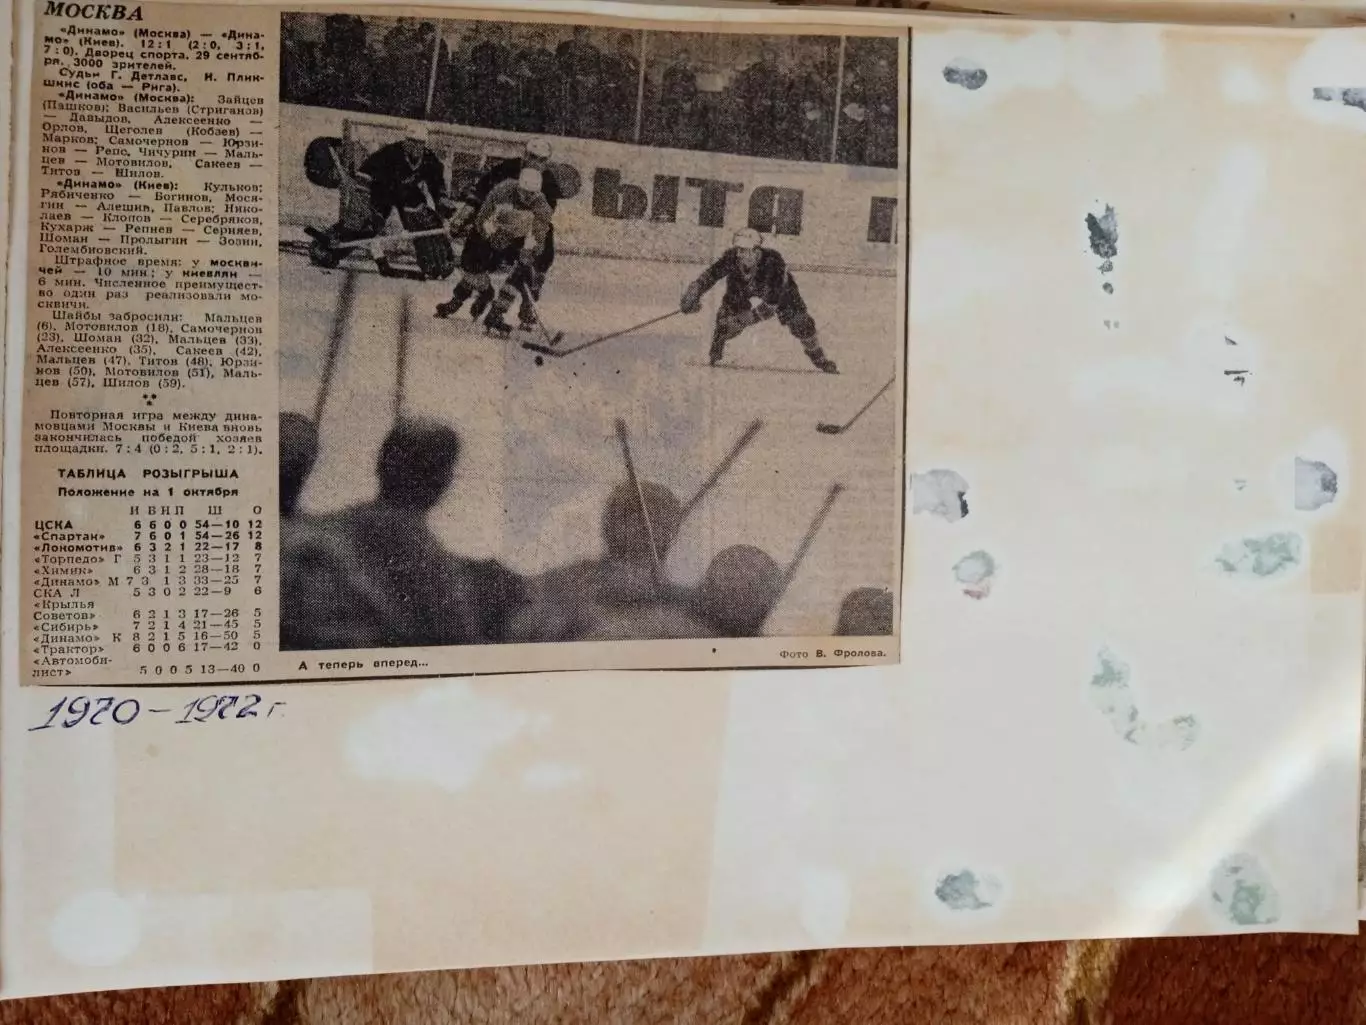 МОСКВА
«Динамо» (Москва) — «Дина-
мо» (Киев). 12:1 (2:0, 3:1,
7:0). Дворец спорта. 29 сентяб-
ря. 3000 зрителей.
Судьи Г. Детлавс, И. Плик-
шкис (оба — Рига).
«Динамо» (Москва): Зайцев
(Пашков); Васильев (Стриганов)
— Давыдов, Алексеенко —
Орлов, Щеголев (Кобзев) —
Марков; Самочернов — Юрзи-
нов — Репс, Чичурин — Маль-
цев — Мотовилов, Сакеев —
Титов — Шилов.
«Динамо» (Киев): Кульков;
Рябиченко — Богинов, Мося-
гин — Алешин, Павлов; Нико-
лаев — Клопов — Серебряков,
Кухарж — Репнев — Серняев,
Шоман — Пролыгин — Зозин,
Голембиовский.
Штрафное время: у москви-
чей — 10 мин; у киевлян —
6 мин. Численное преимущест-
во один раз реализовали мо-
сквичи.
Шайбы забросили: Мальцев
(6), Мотовилов (18), Самочернов
(23), Шоман (32), Мальцев (33),
Алексеенко (35), Сакеев (42),
Мальцев (47), Титов (48), Юрзи-
нов (50), Мотовилов (51), Маль-
цев (57), Шилов (59).
Повторная игра между дина-
мовцами Москвы и Киева вновь
закончилась победой хозяев
площадки. 7:4 (0:2, 5:1, 2:1).
ТАБЛИЦА РОЗЫГРЫША
Положение на 1 октября
И В Н П Ш О
ЦСКА 6 6 0 0 54—10 12
«Спартак» 7 6 0 1 54—26 12
«Локомотив» 6 3 2 1 22—17 8
«Торпедо» Г 5 3 1 1 23—12 7
«Химик» 6 3 1 2 28—18 7
«Динамо» М 7 3 1 3 33—25 7
СКА Л 5 3 0 2 22—9 6
«Крылья
Советов» 6 2 1 3 17—26 5
«Сибирь» 7 2 1 4 21—45 5
«Динамо» К 8 2 1 5 16—50 5
«Трактор» 6 0 0 6 17—42 0
«Автомоби-
лист» 5 0 0 5 13—40 0
КРЫТА П
А теперь вперед...
Фото В. Фролова.
1970—1972 г.